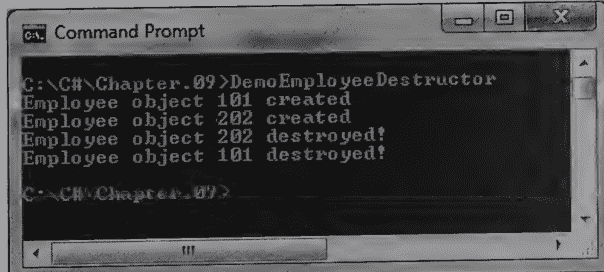 Command Prompt
C:\C#\Chapter.09>DemoEmployeeDestructor
Employee object 101 created
Employee object 202 created
Employee object 202 destroyed!
Employee object 101 destroyed!
C:\C#\Chapter.09>